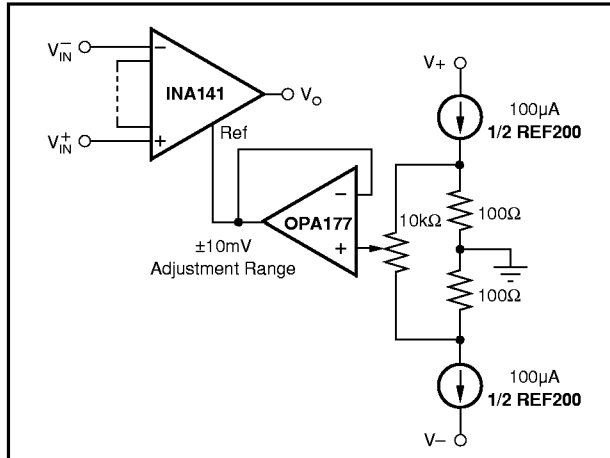 V−IN
−
INA141
VO
V+IN
+
Ref
V+
100µA
1/2 REF200
−
OPA177
+
10kΩ
100Ω
±10mV
Adjustment Range
100Ω
100µA
1/2 REF200
V−